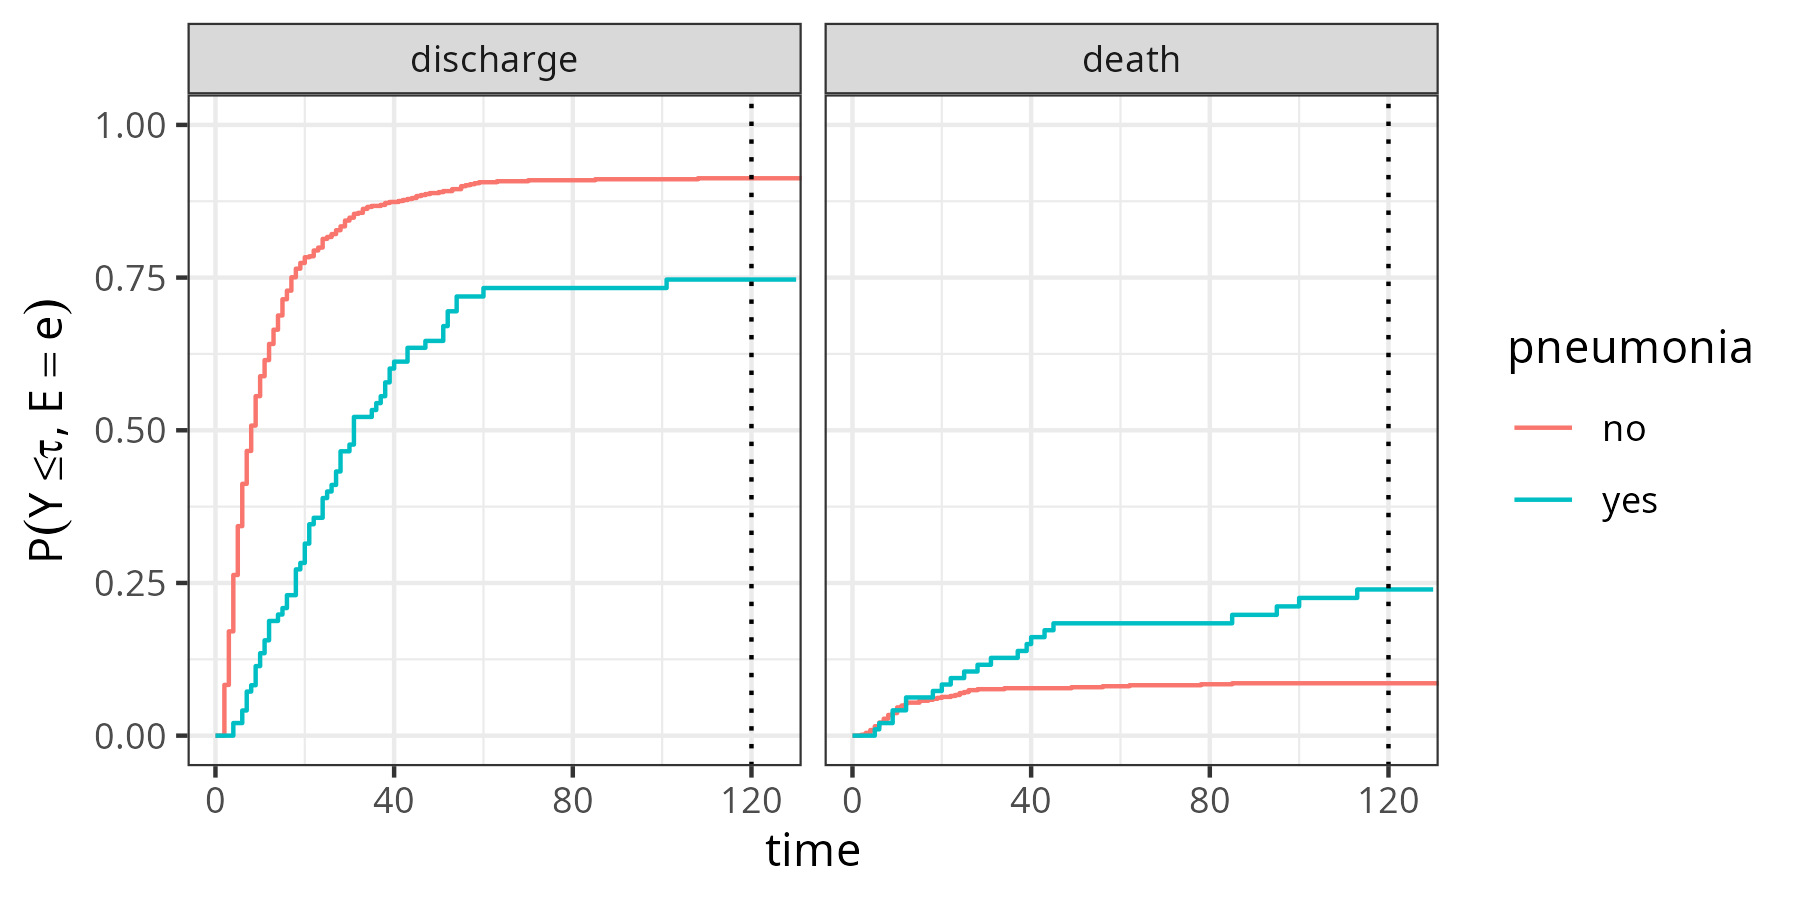 discharge
death
P(Y ≤τ, E = e)
1.00
0.75
0.50
0.25
0.00
0 40 80 120
0 40 80 120
time
pneumonia
no
yes